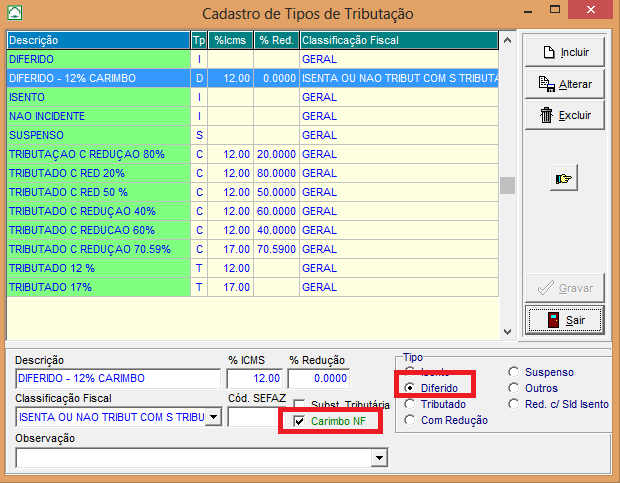 Cadastro de Tipos de Tributação
Descrição Tp %Icms % Red. Classificação Fiscal
DIFERIDO I GERAL
DIFERIDO - 12% CARIMBO D 12.00 0.0000 ISENTA OU NAO TRIBUT COM S TRIBUTA
ISENTO I GERAL
NAO INCIDENTE I GERAL
SUSPENSO S GERAL
TRIBUTAÇAO C REDUÇAO 80% C 12.00 20.0000 GERAL
TRIBUTADO C RED 20% C 12.00 80.0000 GERAL
TRIBUTADO C RED 50 % C 12.00 50.0000 GERAL
TRIBUTADO C REDUÇAO 40% C 12.00 60.0000 GERAL
TRIBUTADO C REDUCAO 60% C 12.00 40.0000 GERAL
TRIBUTADO C REDUÇAO 70.59% C 17.00 70.5900 GERAL
TRIBUTADO 12 % T 12.00 GERAL
TRIBUTADO 17% T 17.00 GERAL
Incluir
Alterar
Excluir
Gravar
Sair
Descrição % ICMS % Redução
DIFERIDO - 12% CARIMBO 12.00 0.0000
Classificação Fiscal Cód. SEFAZ
ISENTA OU NAO TRIBUT COM S TRIBU
Subst. Tributária
Carimbo NF
Observação
Tipo
Isento Suspenso
Diferido Outros
Tributado Red. c/ Sld Isento
Com Redução